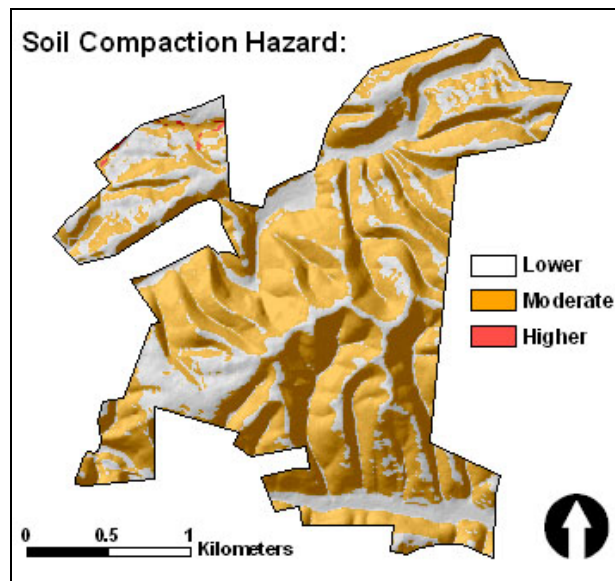 Soil Compaction Hazard:
Lower
Moderate
Higher
0 0.5 1
Kilometers